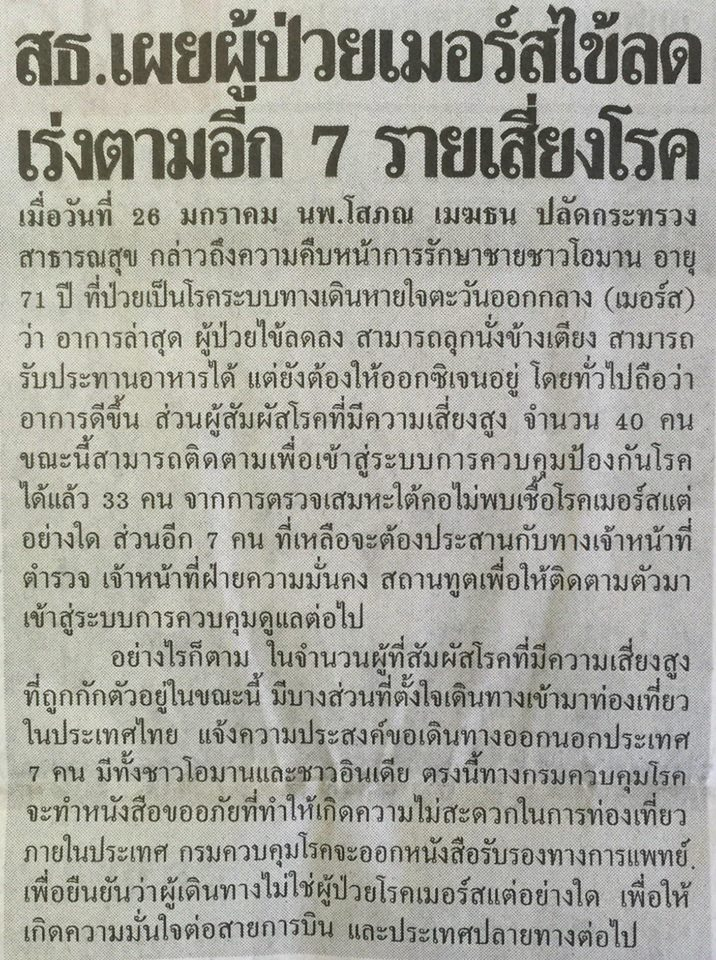 สธ.เผยผู้ป่วยเมอร์สไข้ลด
เร่งตามอีก 7 รายเสี่ยงโรค
เมื่อวันที่ 26 มกราคม นพ.โสภณ เมฆธน ปลัดกระทรวง
สาธารณสุข กล่าวถึงความคืบหน้าการรักษาชายชาวโอมาน อายุ
71 ปี ที่ป่วยเป็นโรคระบบทางเดินหายใจตะวันออกกลาง (เมอร์ส)
ว่า อาการล่าสุด ผู้ป่วยไข้ลดลง สามารถลุกนั่งข้างเตียง สามารถ
รับประทานอาหารได้ แต่ยังต้องให้ออกซิเจนอยู่ โดยทั่วไปถือว่า
อาการดีขึ้น ส่วนผู้สัมผัสโรคที่มีความเสี่ยงสูง จำนวน 40 คน
ขณะนี้สามารถติดตามเพื่อเข้าสู่ระบบการควบคุมป้องกันโรค
ได้แล้ว 33 คน จากการตรวจเสมหะใต้คอไม่พบเชื้อโรคเมอร์สแต่
อย่างใด ส่วนอีก 7 คน ที่เหลือจะต้องประสานกับทางเจ้าหน้าที่
ตำรวจ เจ้าหน้าที่ฝ่ายความมั่นคง สถานทูตเพื่อให้ติดตามตัวมา
เข้าสู่ระบบการควบคุมดูแลต่อไป
อย่างไรก็ตาม ในจำนวนผู้ที่สัมผัสโรคที่มีความเสี่ยงสูง
ที่ถูกกักตัวอยู่ในขณะนี้ มีบางส่วนที่ตั้งใจเดินทางเข้ามาท่องเที่ยว
ในประเทศไทย แจ้งความประสงค์ขอเดินทางออกนอกประเทศ
7 คน มีทั้งชาวโอมานและชาวอินเดีย ตรงนี้ทางกรมควบคุมโรค
จะทำหนังสือขออภัยที่ทำให้เกิดความไม่สะดวกในการท่องเที่ยว
ภายในประเทศ กรมควบคุมโรคจะออกหนังสือรับรองทางการแพทย์
เพื่อยืนยันว่าผู้เดินทางไม่ใช่ผู้ป่วยโรคเมอร์สแต่อย่างใด เพื่อให้
เกิดความมั่นใจต่อสายการบิน และประเทศปลายทางต่อไป